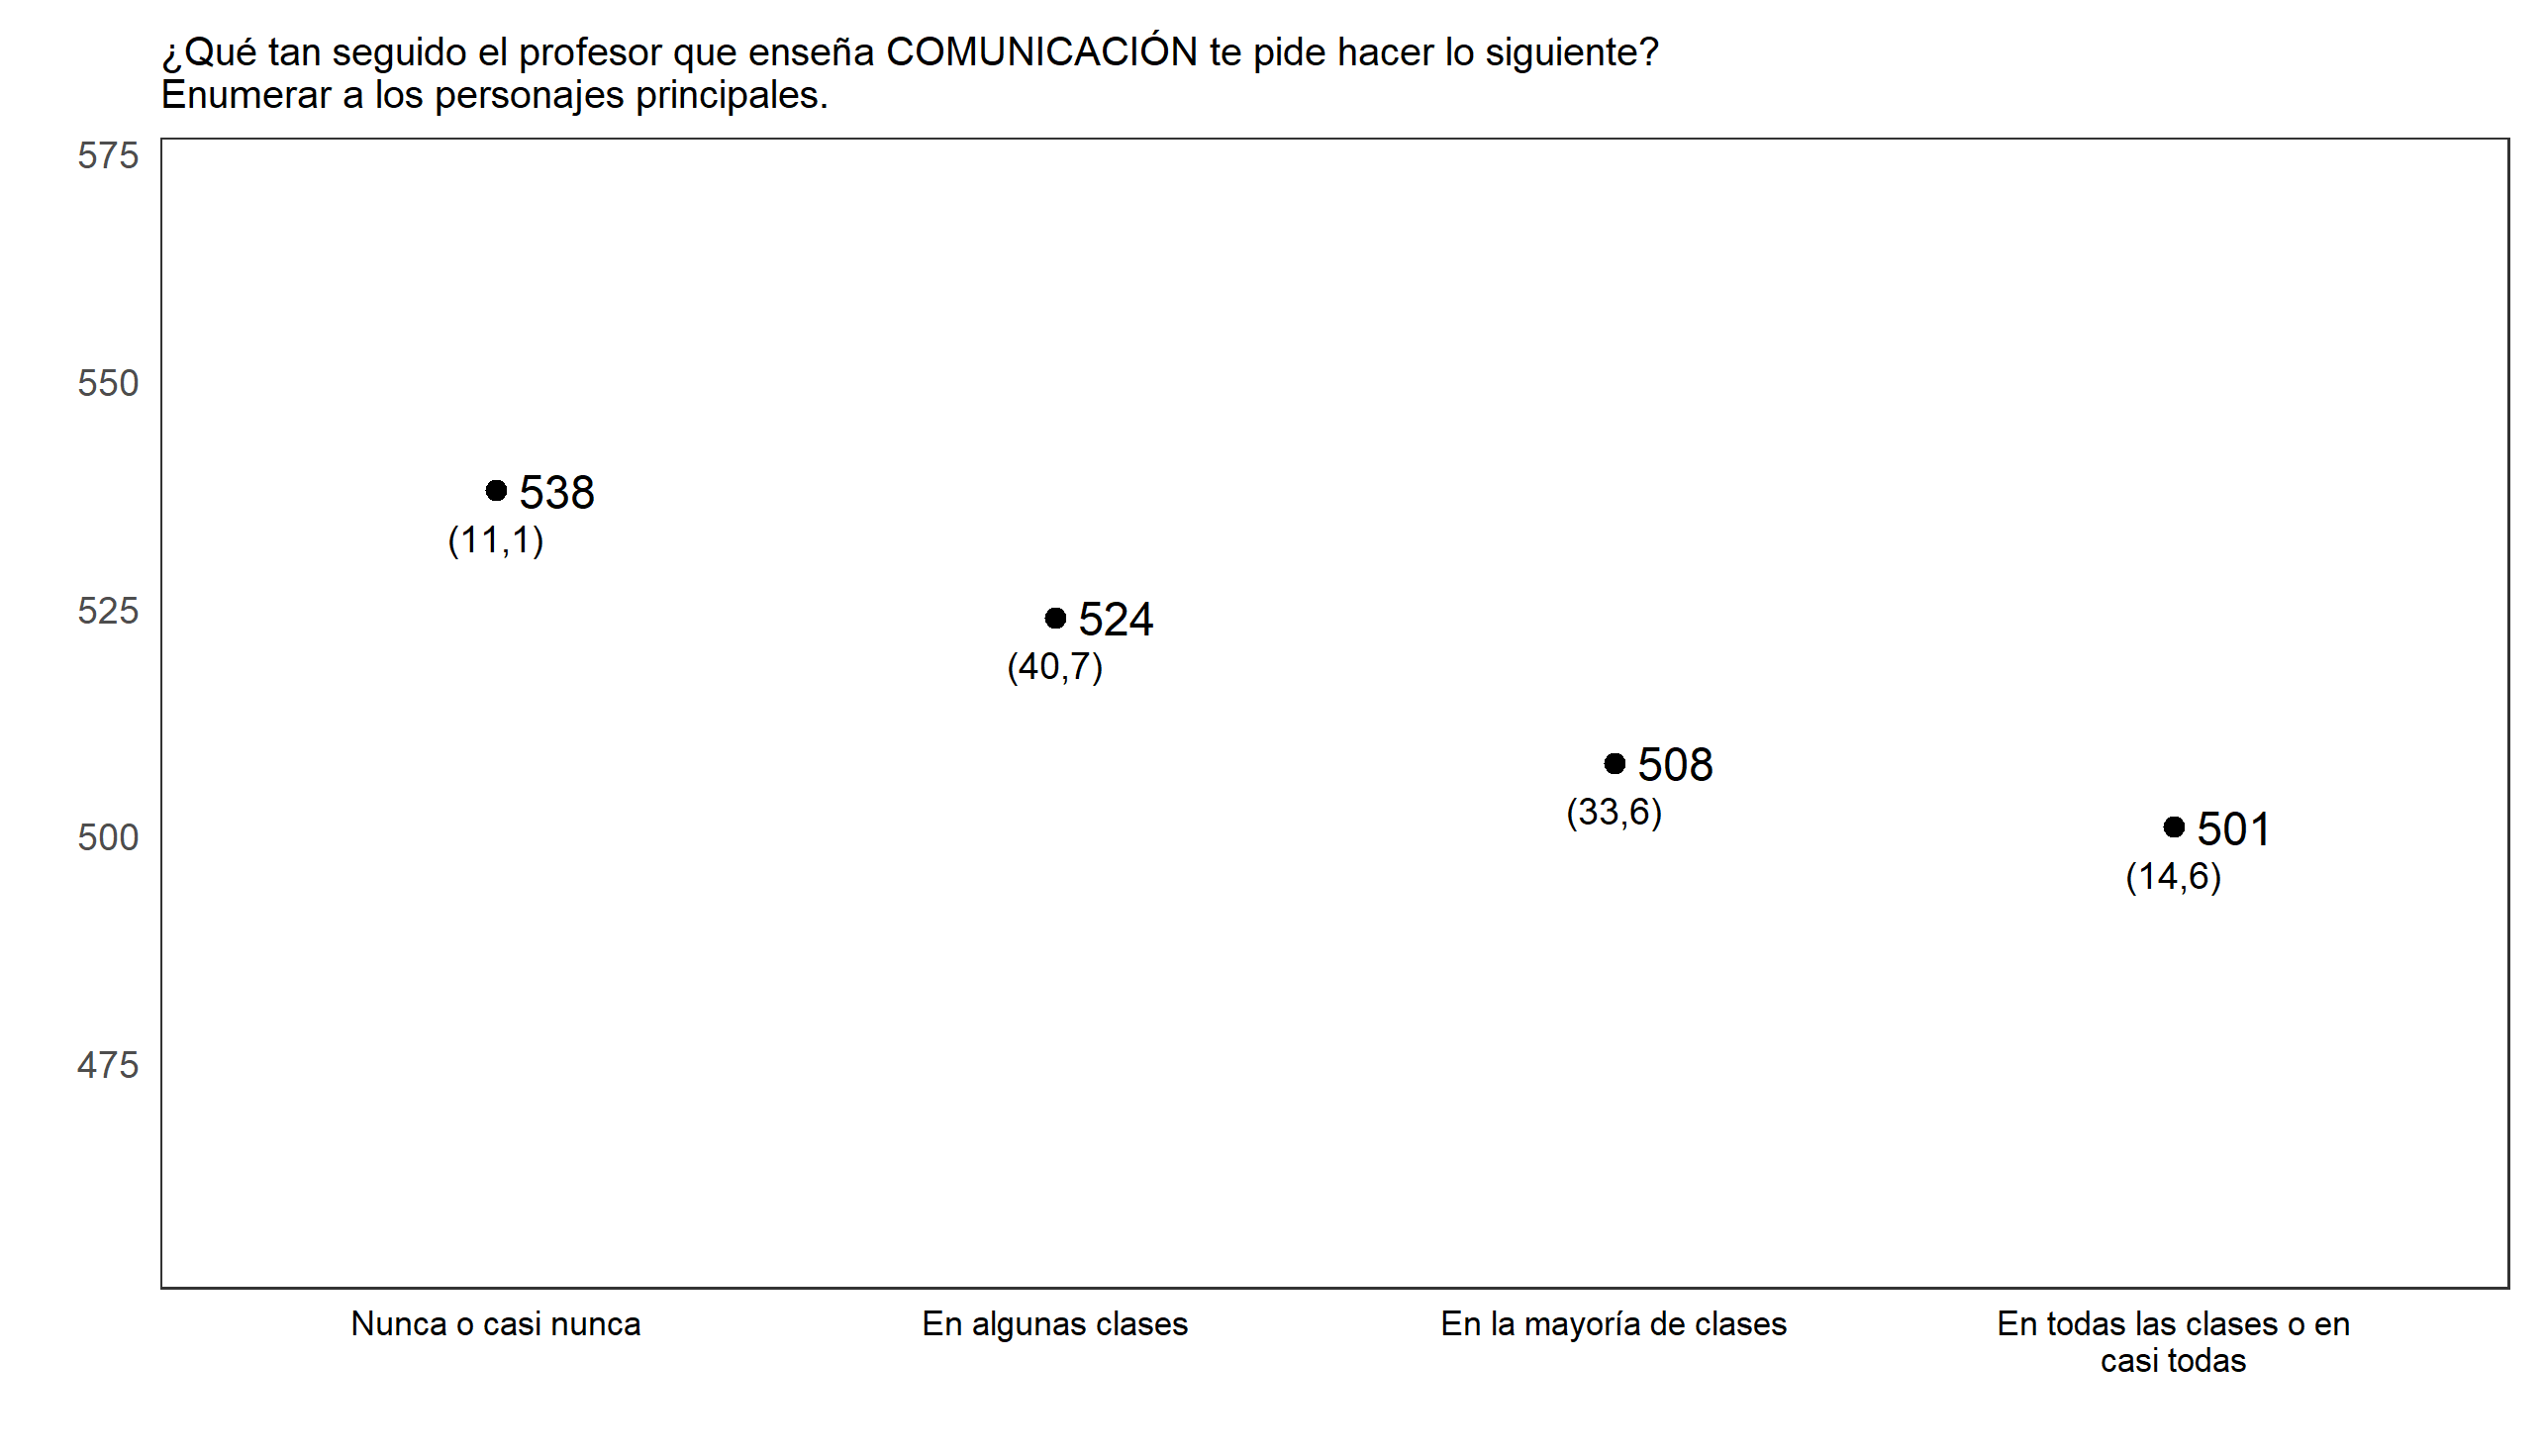 ¿Qué tan seguido el profesor que enseña COMUNICACIÓN te pide hacer lo siguiente?
Enumerar a los personajes principales.
575
550
525
500
475
538
(11,1)
524
(40,7)
508
(33,6)
501
(14,6)
Nunca o casi nunca
En algunas clases
En la mayoría de clases
En todas las clases o en
casi todas